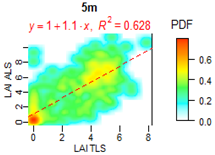 5m
y = 1+1.1·x, R² = 0.628
PDF
LAI ALS
0 2 4 6 8
0.6
0.4
0.2
0.0
0 2 4 6 8
LAI TLS